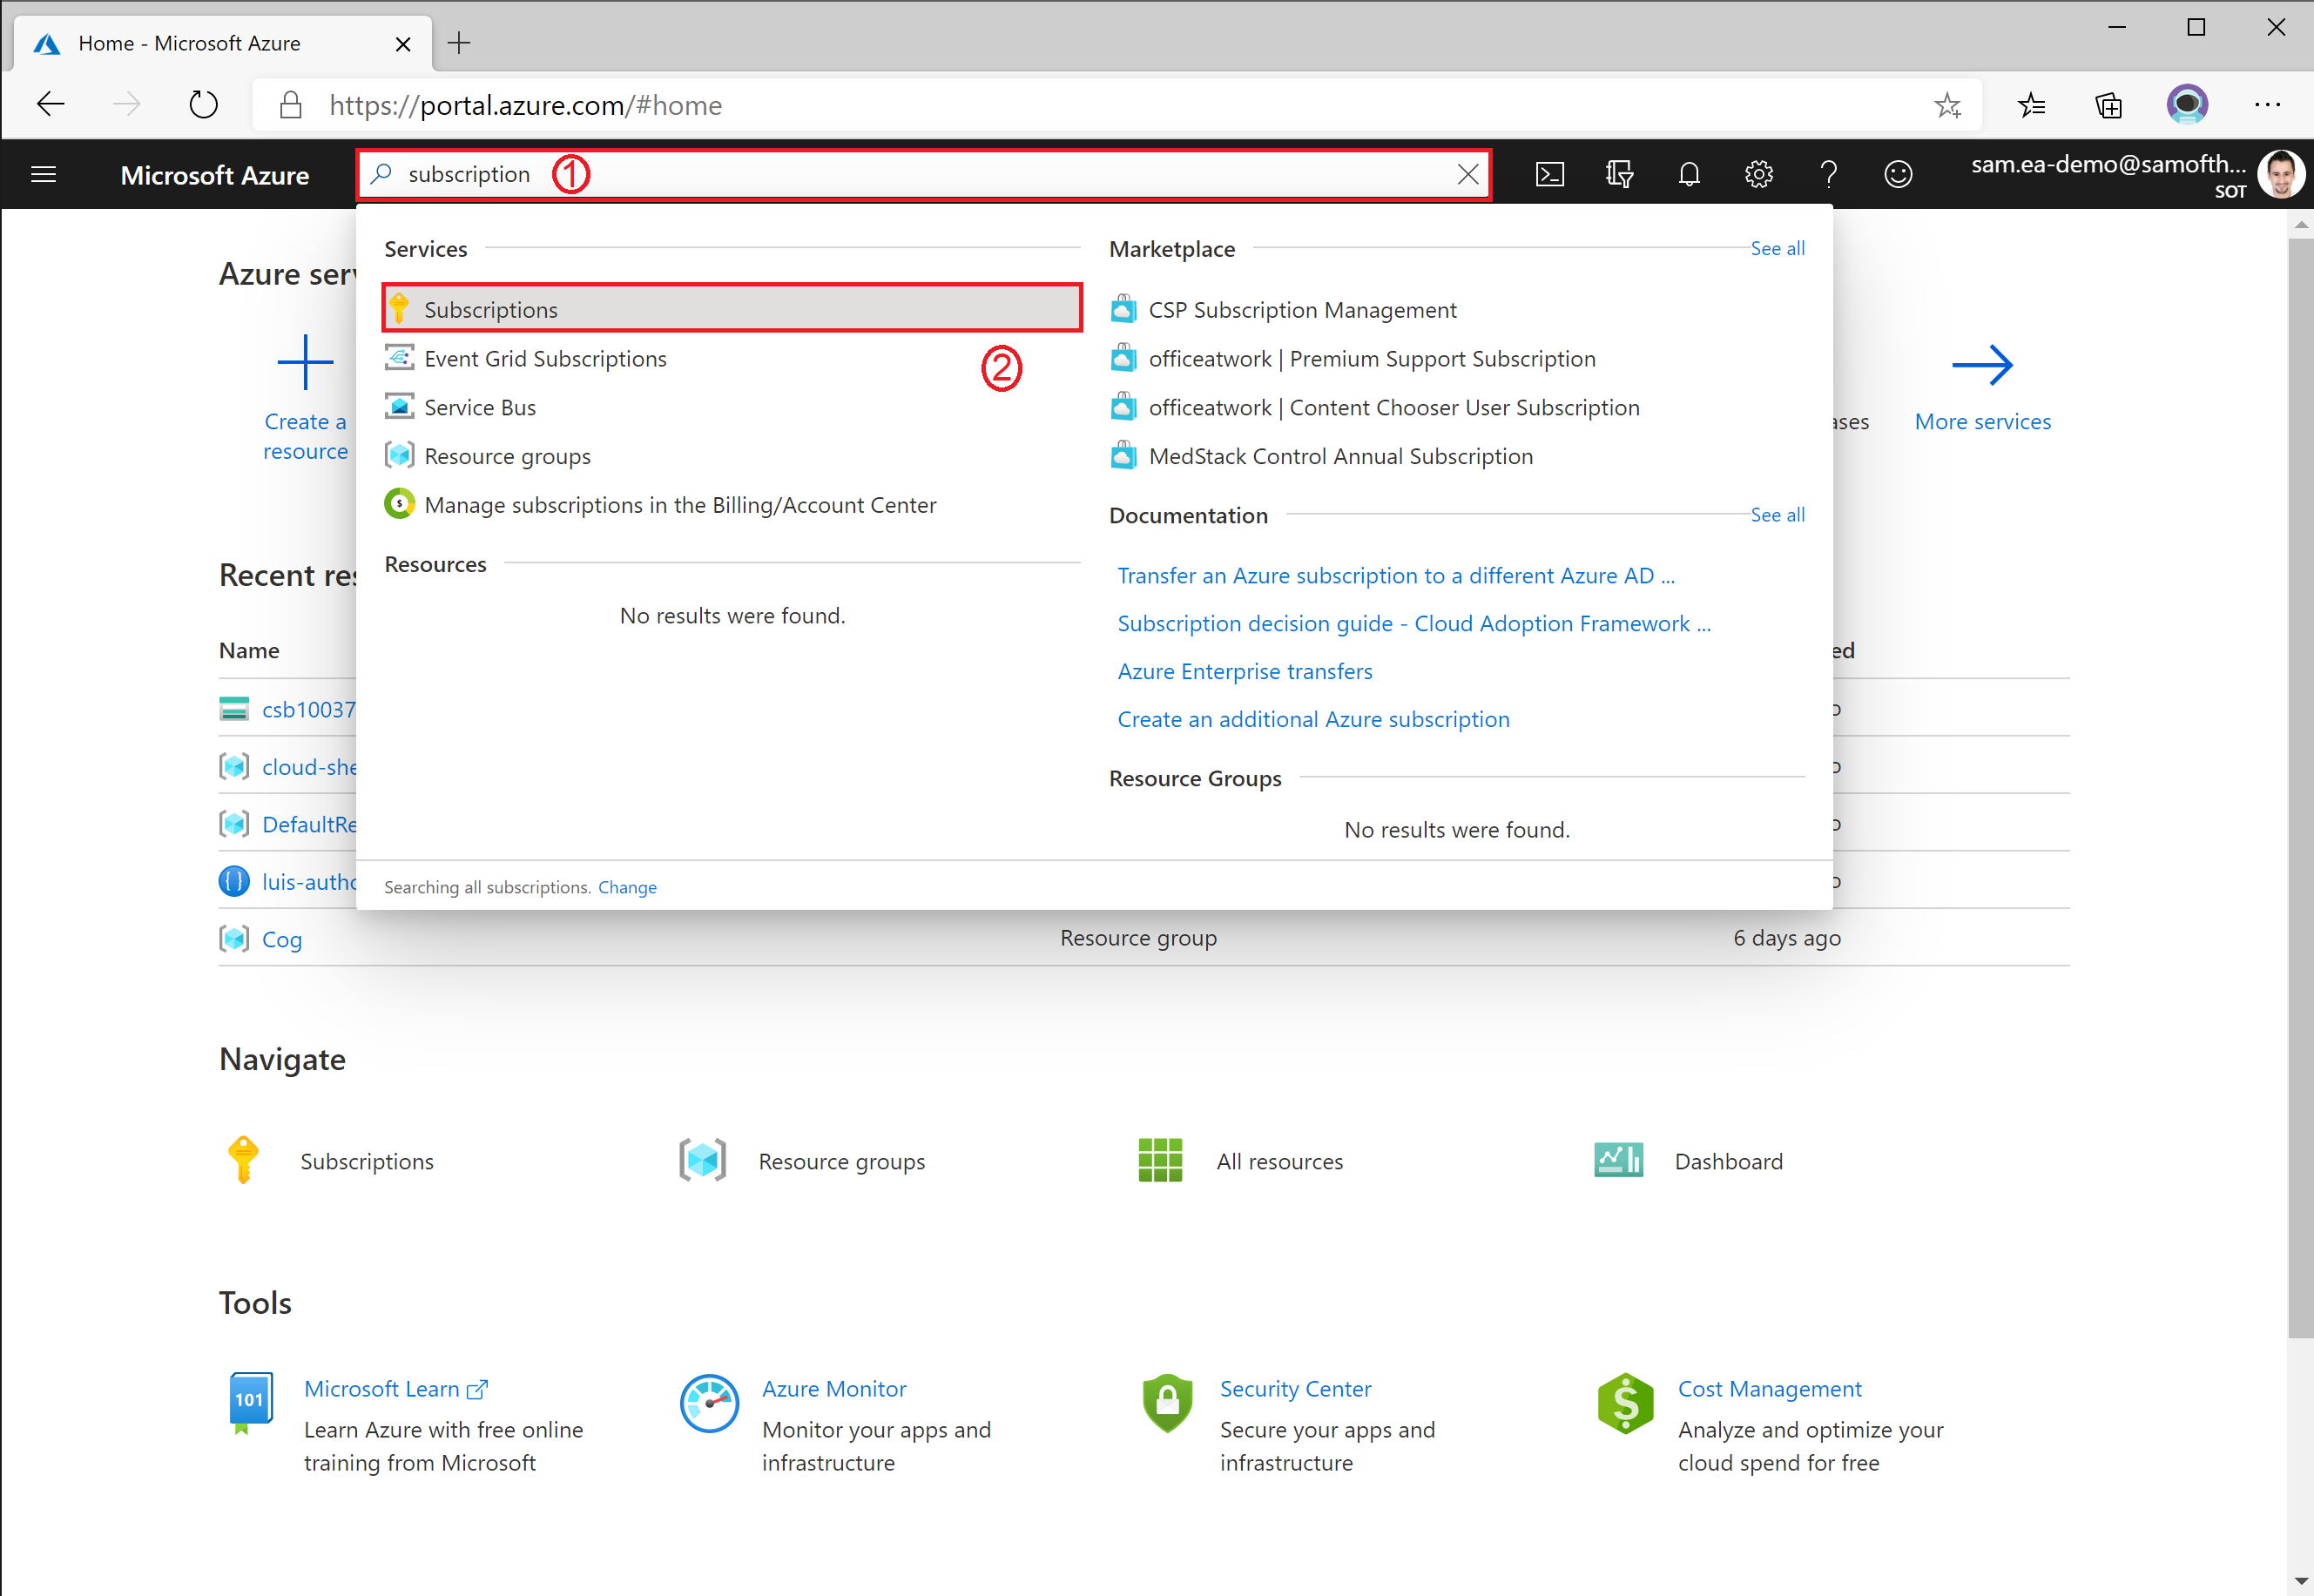 Home - Microsoft Azure
https://portal.azure.com/#home
Microsoft Azure
subscription
1
sam.ea-demo@samofth...
SOT
Services
Subscriptions
2
Event Grid Subscriptions
Service Bus
Resource groups
Manage subscriptions in the Billing/Account Center
Resources
No results were found.
Marketplace
See all
CSP Subscription Management
officeatwork | Premium Support Subscription
officeatwork | Content Chooser User Subscription
MedStack Control Annual Subscription
Documentation
See all
Transfer an Azure subscription to a different Azure AD ...
Subscription decision guide - Cloud Adoption Framework ...
Azure Enterprise transfers
Create an additional Azure subscription
Resource Groups
No results were found.
Searching all subscriptions. Change
Azure ser
Create a
resource
ases
More services
Recent re
Name
ed
csb10037
cloud-she
DefaultRe
luis-autho
Cog
Resource group
6 days ago
Navigate
Subscriptions
Resource groups
All resources
Dashboard
Tools
101
Microsoft Learn
Learn Azure with free online
training from Microsoft
Azure Monitor
Monitor your apps and
infrastructure
Security Center
Secure your apps and
infrastructure
Cost Management
Analyze and optimize your
cloud spend for free